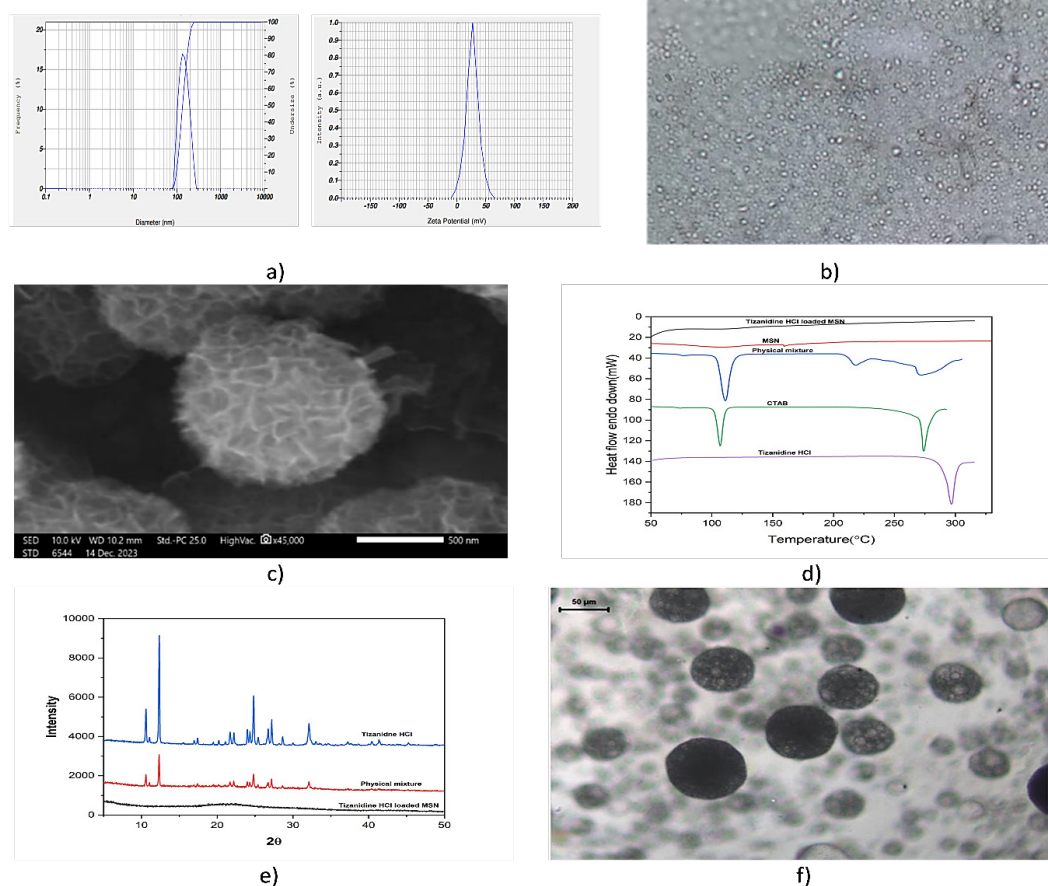 Frequency (%)
20
15
10
5
0
0.1
1
10
100
1000
10000
Diameter (nm)
100
90
80
70
60
50
40
30
20
10
0
Undersize (%)
Intensity (a.u.)
1.0
0.9
0.8
0.7
0.6
0.5
0.4
0.3
0.2
0.1
0.0
-150
-100
-50
0
50
100
150
200
Zeta Potential (mV)
a)
b)
SED 10.0 kV WD 10.2 mm Std.-PC 25.0 HighVac. x45,000 500 nm
STD 6544 14 Dec. 2023
c)
Heat flow endo down(mW)
0
20
40
60
80
100
120
140
160
180
Tizanidine HCl loaded MSN
MSN
Physical mixture
CTAB
Tizanidine HCl
50
100
150
200
250
300
Temperature(°C)
d)
Intensity
10000
8000
6000
4000
2000
0
Tizanidine HCl
Physical mixture
Tizanidine HCl loaded MSN
10
20
30
40
50
2θ
e)
50 µm
f)